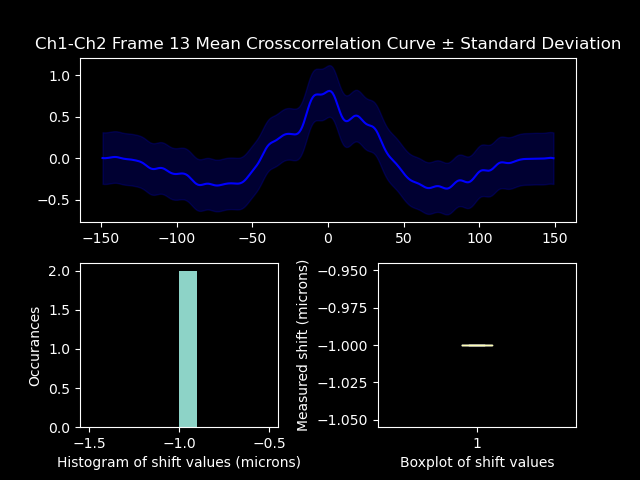 Ch1-Ch2 Frame 13 Mean Crosscorrelation Curve ± Standard Deviation
1.0
0.5
0.0
−0.5
−150 −100 −50 0 50 100 150
Occurances
2.0
1.5
1.0
0.5
0.0
−1.5 −1.0 −0.5
Histogram of shift values (microns)
Measured shift (microns)
−0.950
−0.975
−1.000
−1.025
−1.050
1
Boxplot of shift values